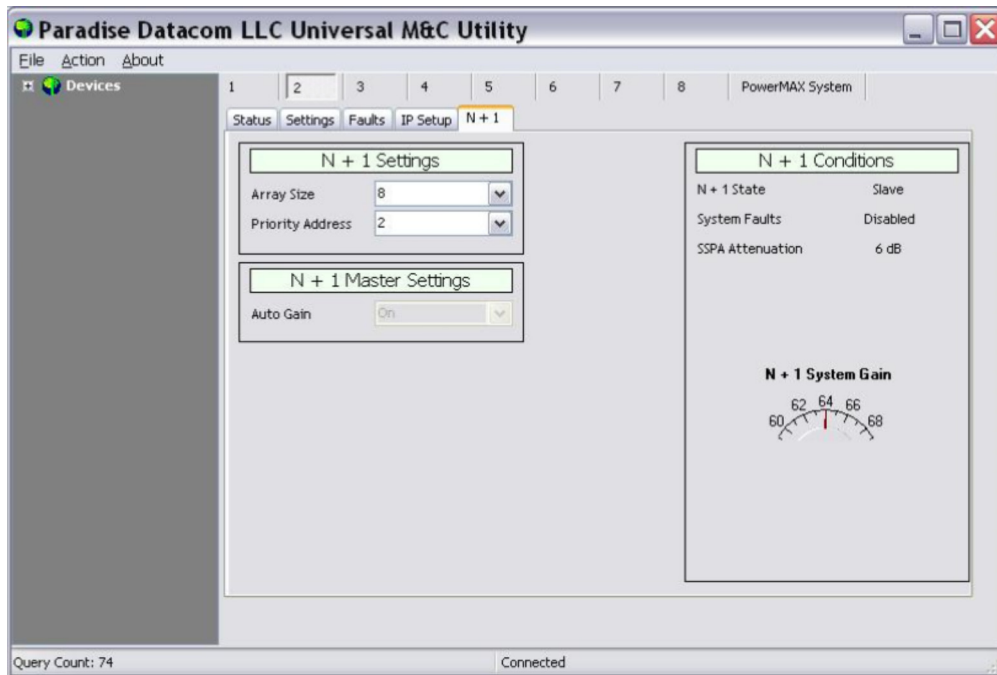 Paradise Datacom LLC Universal M&C Utility
File Action About
Devices
1 2 3 4 5 6 7 8 PowerMAX System
Status Settings Faults IP Setup N + 1
N + 1 Settings
Array Size 8
Priority Address 2
N + 1 Master Settings
Auto Gain On
N + 1 Conditions
N + 1 State Slave
System Faults Disabled
SSPA Attenuation 6 dB
N + 1 System Gain
60 62 64 66 68
Query Count: 74 Connected